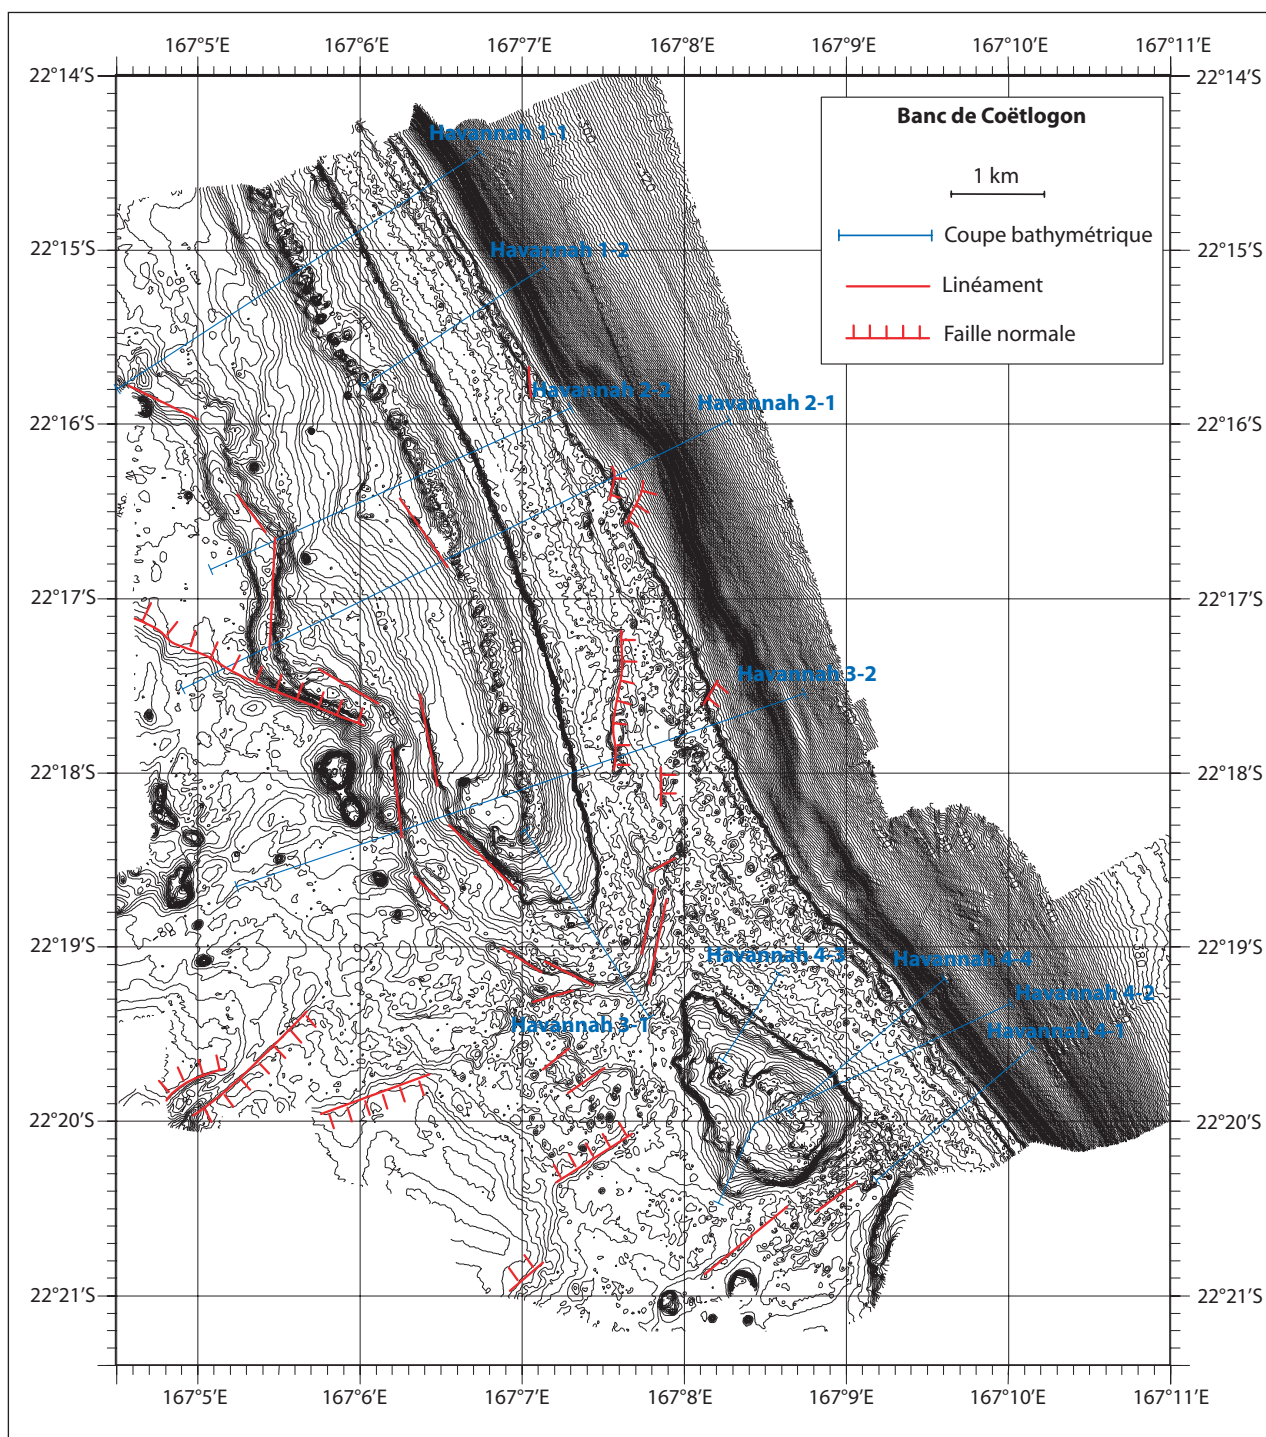 167°5′E 167°6′E 167°7′E 167°8′E 167°9′E 167°10′E 167°11′E
22°14′S 22°14′S
Banc de Coëtlogon
Havannah 1-1
1 km
Coupe bathymétrique
22°15′S 22°15′S
Havannah 1-2
Linéament
Faille normale
Havannah 2-2
Havannah 2-1
22°16′S 22°16′S
22°17′S 22°17′S
Havannah 3-2
22°18′S 22°18′S
22°19′S 22°19′S
Havannah 4-3
Havannah 4-4
Havannah 4-2
Havannah 3-1
Havannah 4-1
22°20′S 22°20′S
22°21′S 22°21′S
167°5′E 167°6′E 167°7′E 167°8′E 167°9′E 167°10′E 167°11′E